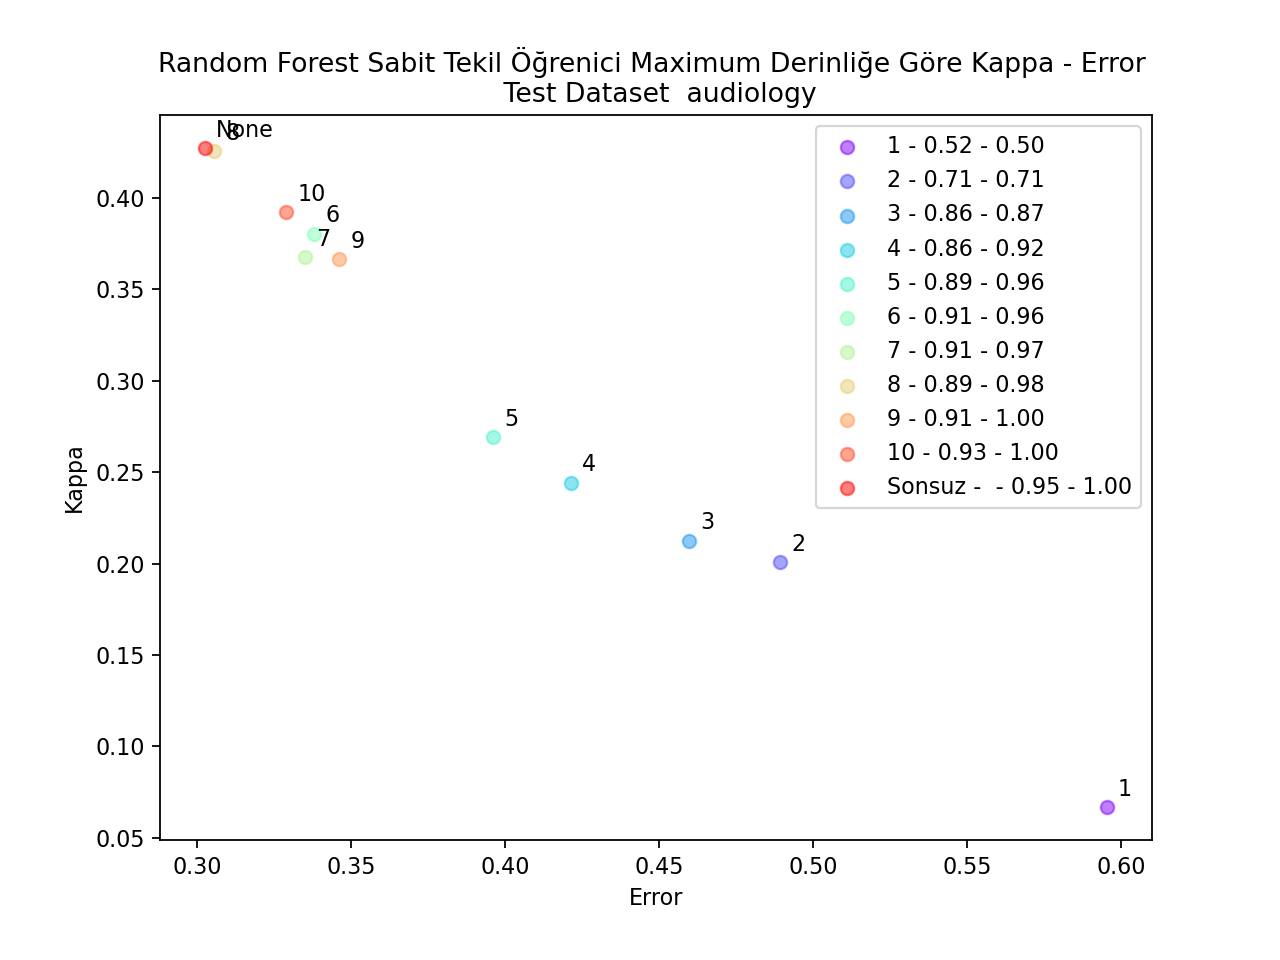 Random Forest Sabit Tekil Öğrenici Maximum Derinliğe Göre Kappa - Error
Test Dataset  audiology
None
8
10
6
7
9
5
4
3
2
1
1 - 0.52 - 0.50
2 - 0.71 - 0.71
3 - 0.86 - 0.87
4 - 0.86 - 0.92
5 - 0.89 - 0.96
6 - 0.91 - 0.96
7 - 0.91 - 0.97
8 - 0.89 - 0.98
9 - 0.91 - 1.00
10 - 0.93 - 1.00
Sonsuz -  - 0.95 - 1.00
Kappa
0.40
0.35
0.30
0.25
0.20
0.15
0.10
0.05
0.30
0.35
0.40
0.45
0.50
0.55
0.60
Error